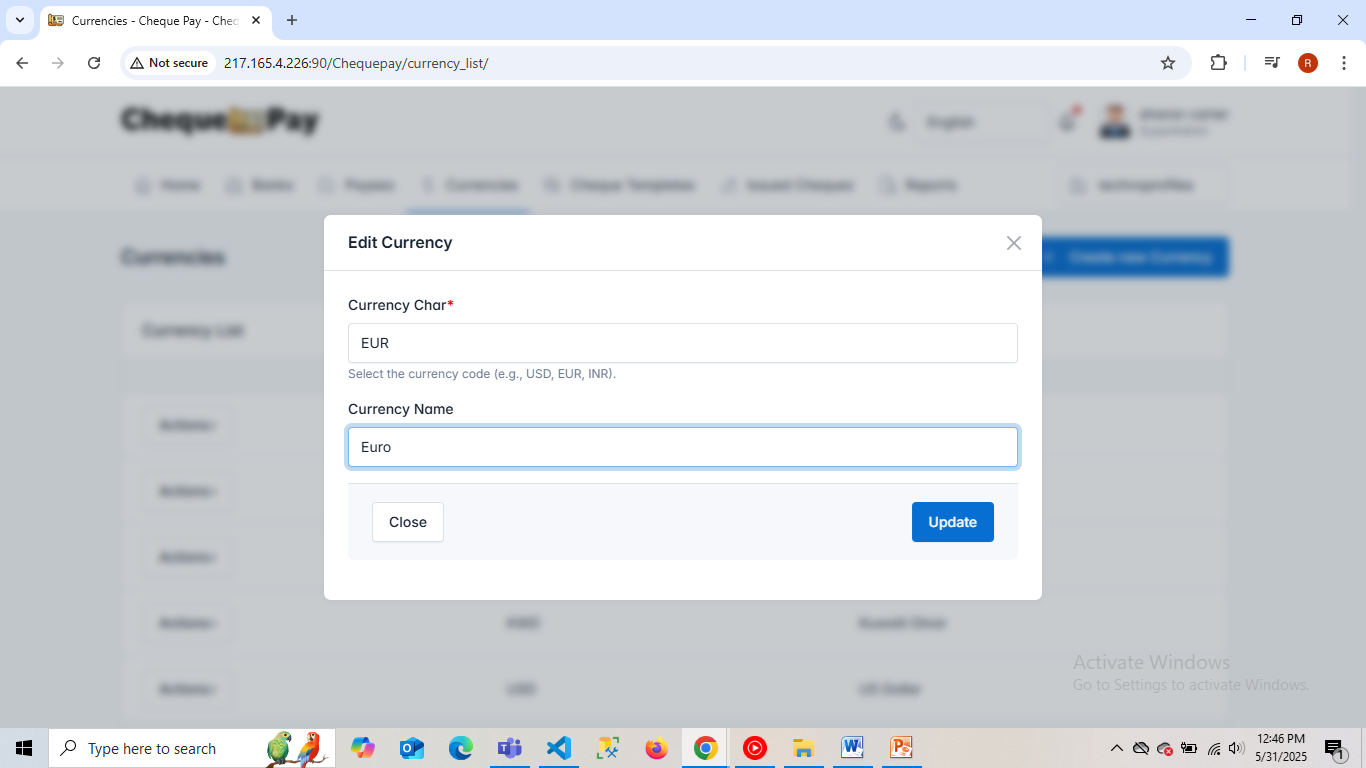 Currencies - Cheque Pay - Cheq
Not secure
217.165.4.226:90/Chequepay/currency_list/
R
Cheque Pay
English
sharon carter
Home
Banks
Payees
Currencies
Cheque Templates
Issued Cheques
Reports
technoprofiles
Currencies
Create new Currency
Currency List
Edit Currency
Currency Char*
EUR
Select the currency code (e.g., USD, EUR, INR).
Currency Name
Euro
Close
Update
Actions
Actions
Actions
Actions
KWD
Kuwaiti Dinar
Actions
USD
US Dollar
Activate Windows
Go to Settings to activate Windows.
Type here to search
12:46 PM
5/31/2025
1